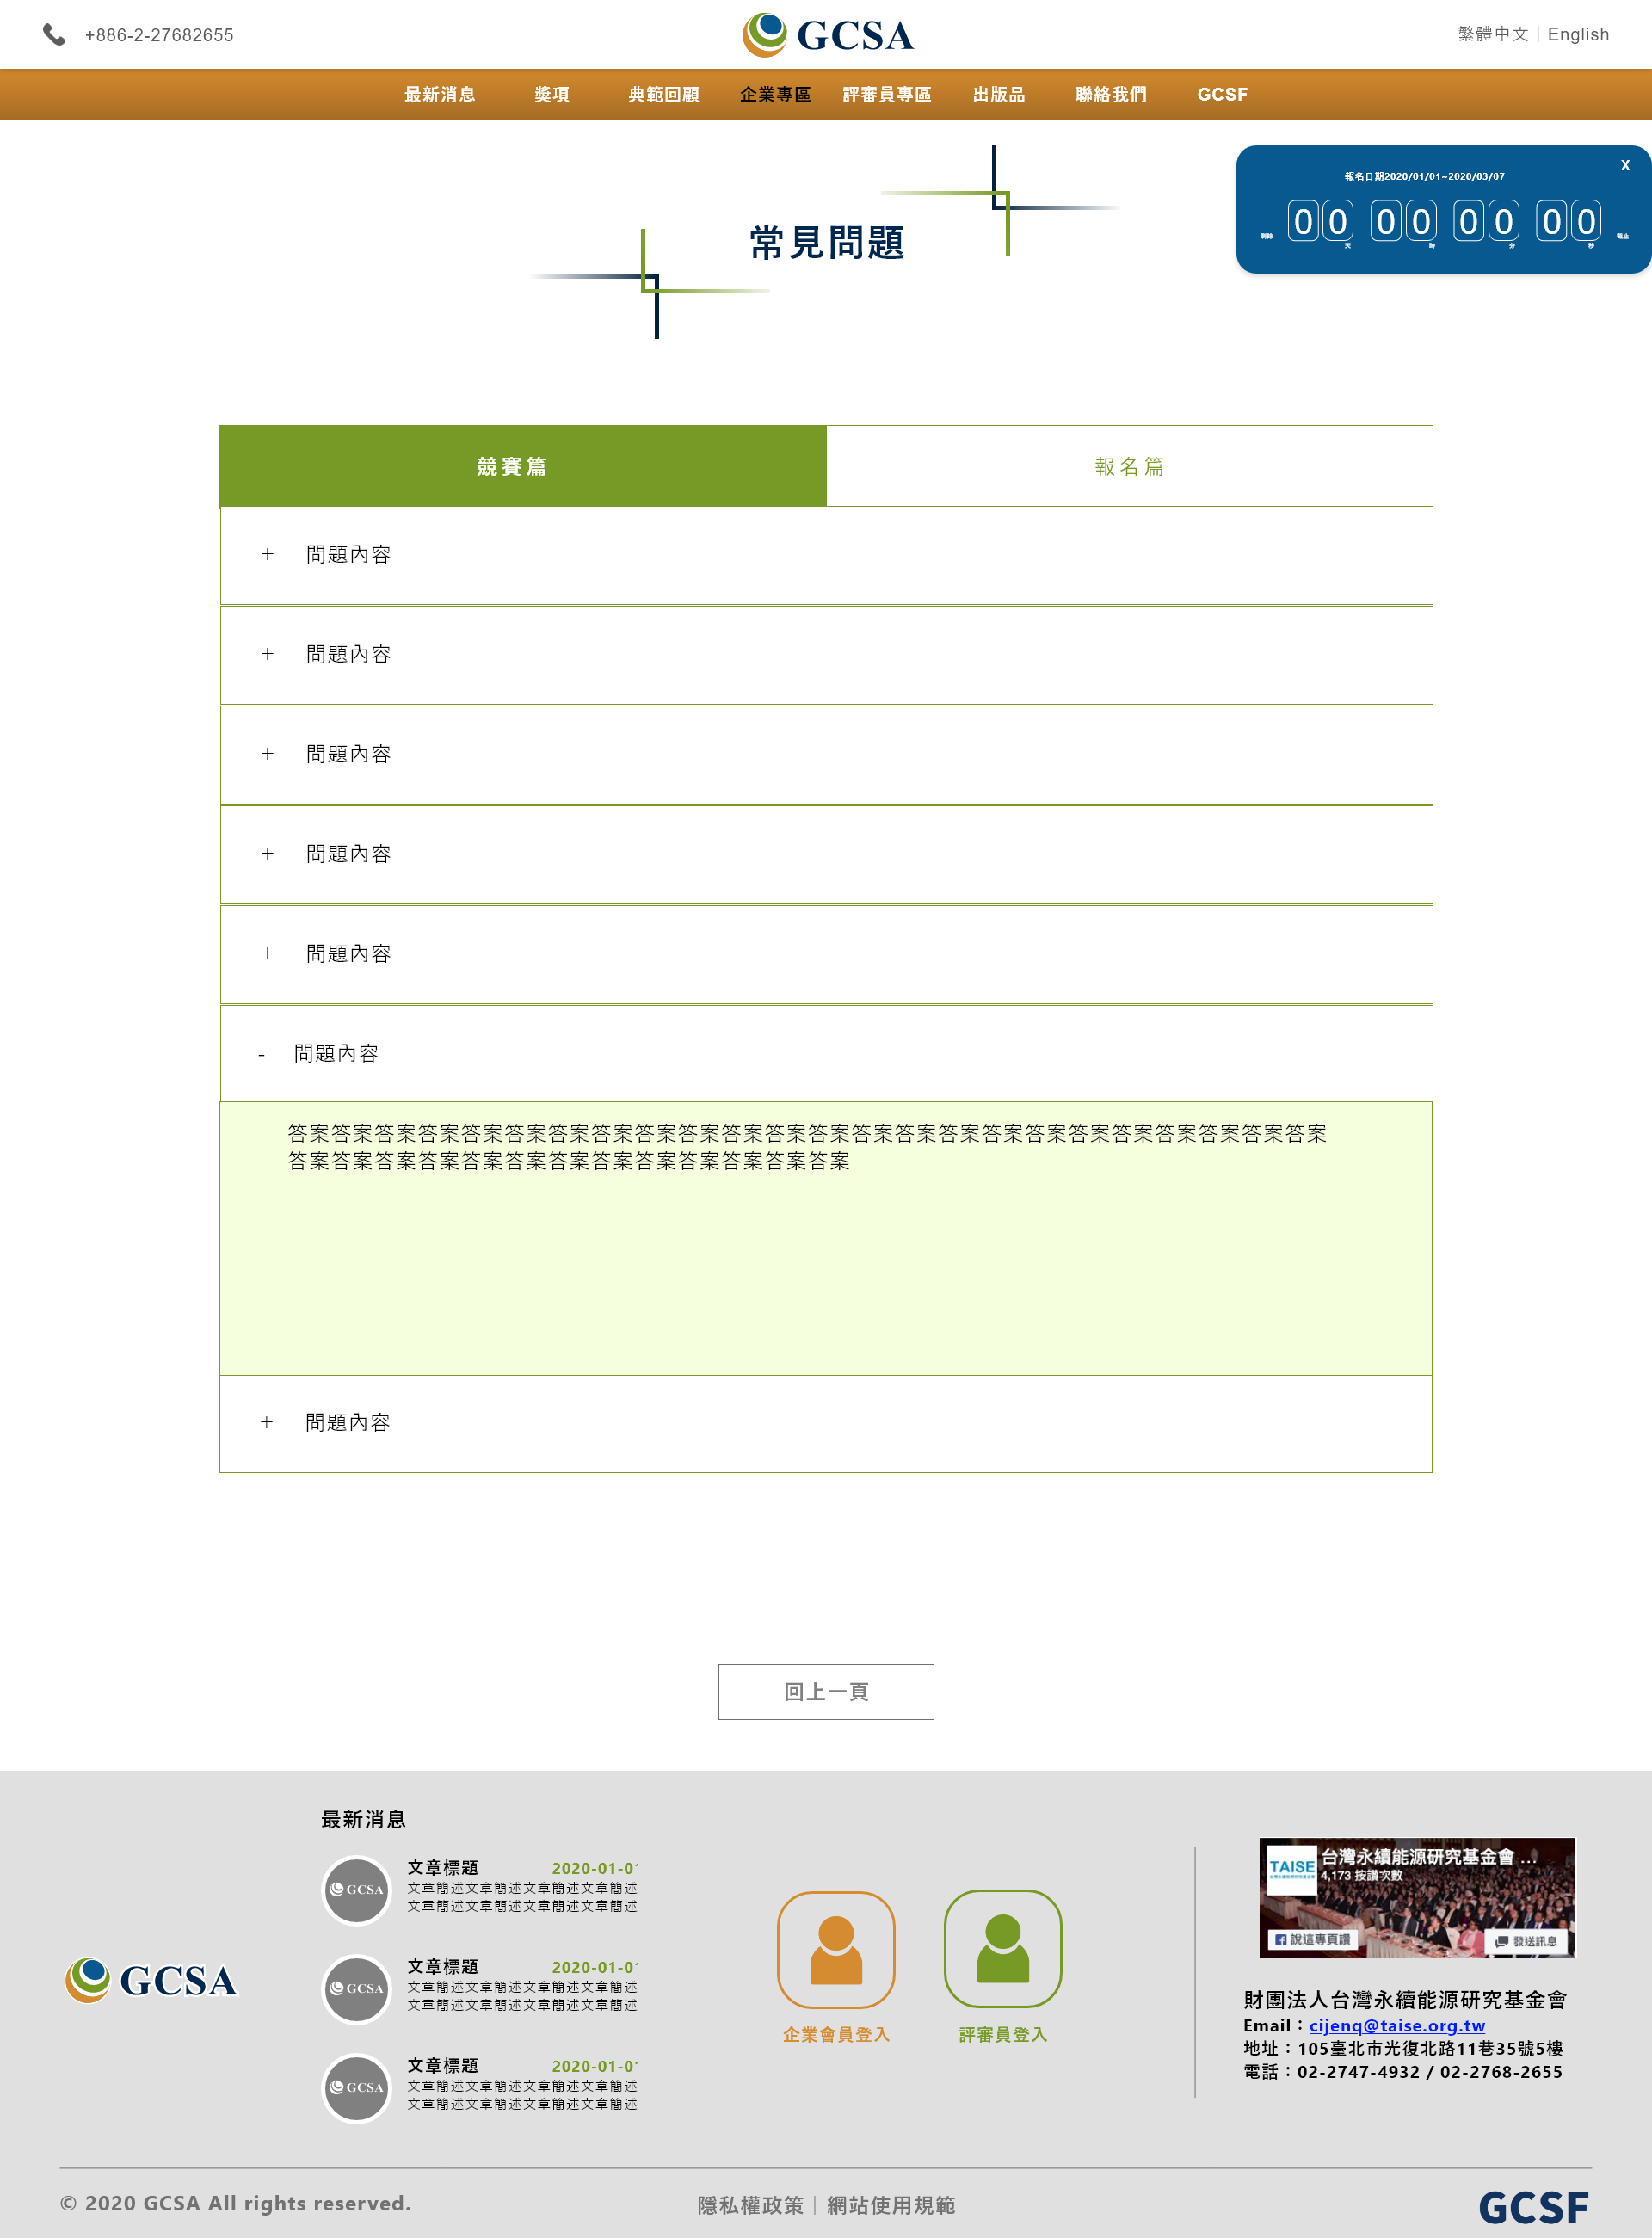 +886-2-27682655
GCSA
繁體中文｜English
最新消息 獎項 典範回顧 企業專區 評審員專區 出版品 聯絡我們 GCSF
X
報名日期2020/01/01~2020/03/07
剩餘 00 天 00 時 00 分 00 秒 截止
常見問題
競賽篇 報名篇
+ 問題內容
+ 問題內容
+ 問題內容
+ 問題內容
+ 問題內容
- 問題內容
答案答案答案答案答案答案答案答案答案答案答案答案答案答案答案答案答案答案答案答案答案答案答案答案
答案答案答案答案答案答案答案答案答案答案答案答案答案
+ 問題內容
回上一頁
GCSA
最新消息
GCSA
文章標題 2020-01-01
文章簡述文章簡述文章簡述文章簡述
文章簡述文章簡述文章簡述文章簡述
GCSA
文章標題 2020-01-01
文章簡述文章簡述文章簡述文章簡述
文章簡述文章簡述文章簡述文章簡述
GCSA
文章標題 2020-01-01
文章簡述文章簡述文章簡述文章簡述
文章簡述文章簡述文章簡述文章簡述
企業會員登入
評審員登入
TAISE
台灣永續能源研究基金會 ...
4,173 按讚次數
說這專頁讚
發送訊息
財團法人台灣永續能源研究基金會
Email：cijenq@taise.org.tw
地址：105臺北市光復北路11巷35號5樓
電話：02-2747-4932 / 02-2768-2655
© 2020 GCSA All rights reserved.
隱私權政策｜網站使用規範
GCSF